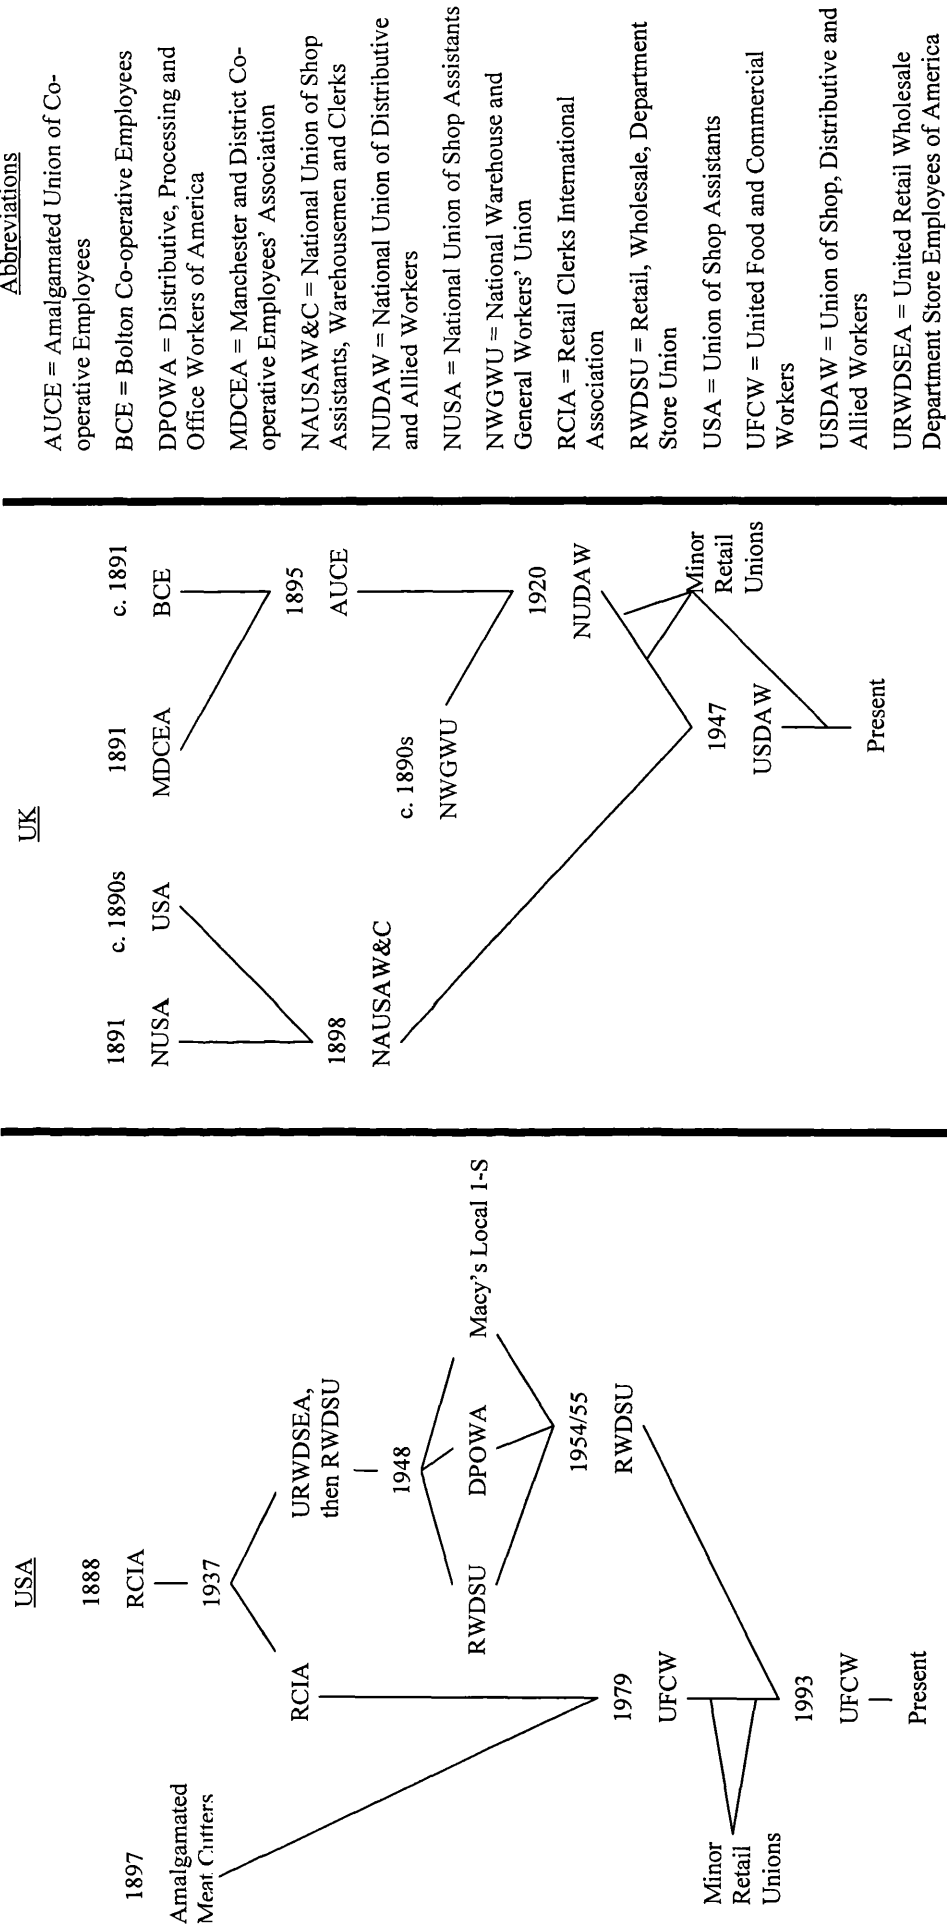 USA
1888
RCIA
1937
1897
Amalgamated
Meat Cutters
RCIA
URWDSEA,
then RWDSU
1948
RWDSU
DPOWA
Macy's Local 1-S
1954/55
RWDSU
1979
UFCW
Minor
Retail
Unions
1993
UFCW
Present
UK
1891
NUSA
c. 1890s
USA
1891
MDCEA
c. 1891
BCE
1895
AUCE
1898
NAUSAW&C
c. 1890s
NWGWU
1920
NUDAW
Minor
Retail
Unions
1947
USDAW
Present
Abbreviations
AUCE = Amalgamated Union of Co-
operative Employees
BCE = Bolton Co-operative Employees
DPOWA = Distributive, Processing and
Office Workers of America
MDCEA = Manchester and District Co-
operative Employees' Association
NAUSAW&C = National Union of Shop
Assistants, Warehousemen and Clerks
NUDAW = National Union of Distributive
and Allied Workers
NUSA = National Union of Shop Assistants
NWGWU = National Warehouse and
General Workers' Union
RCIA = Retail Clerks International
Association
RWDSU = Retail, Wholesale, Department
Store Union
USA = Union of Shop Assistants
UFCW = United Food and Commercial
Workers
USDAW = Union of Shop, Distributive and
Allied Workers
URWDSEA = United Retail Wholesale
Department Store Employees of America